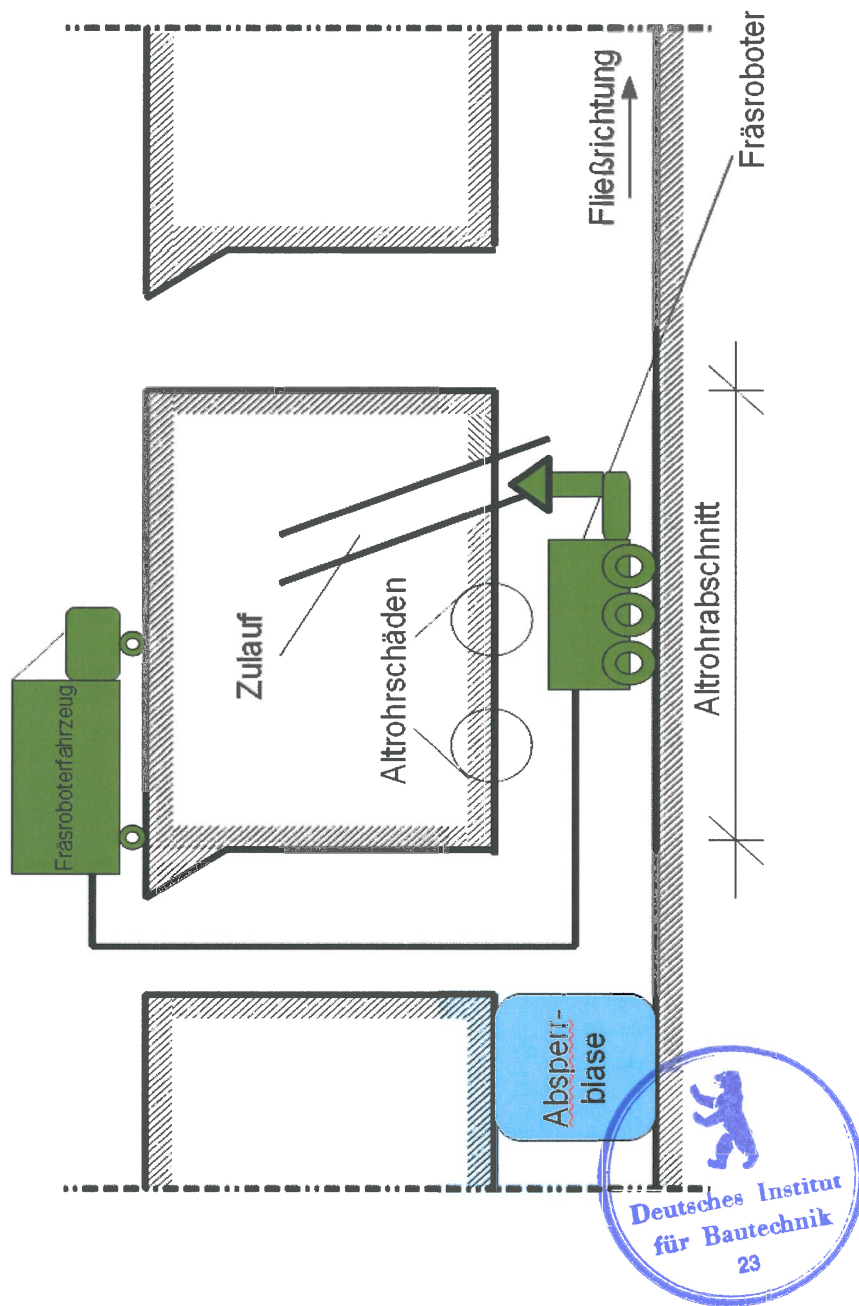 Fräsroboterfahrzeug
Zulauf
Altrohrschäden
Fließrichtung
Absperr-
blase
Altrohrabschnitt
Fräsroboter
Deutsches Institut
für Bautechnik
23